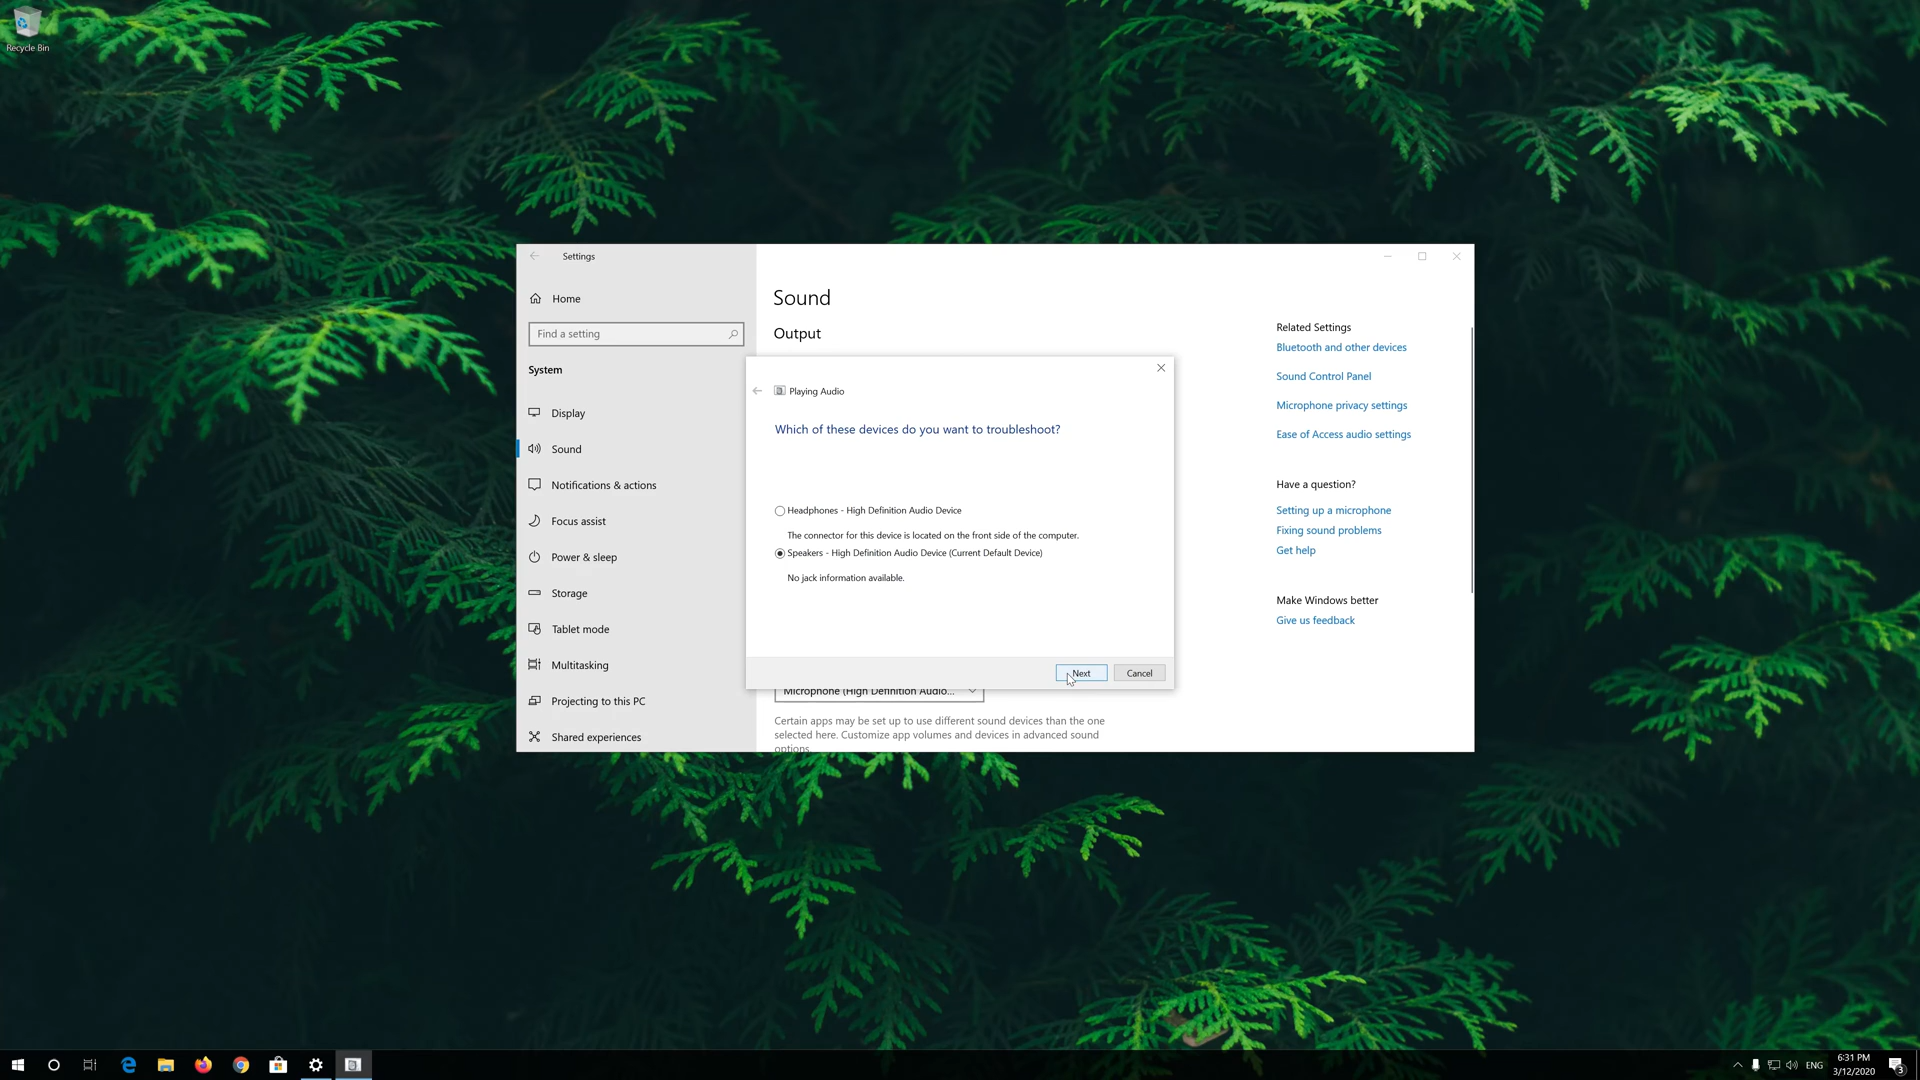 Recycle Bin
Settings
Home
Find a setting
System
Display
Sound
Notifications & actions
Focus assist
Power & sleep
Storage
Tablet mode
Multitasking
Projecting to this PC
Shared experiences
Sound
Output
Playing Audio
Which of these devices do you want to troubleshoot?
Headphones - High Definition Audio Device
The connector for this device is located on the front side of the computer.
Speakers - High Definition Audio Device (Current Default Device)
No jack information available.
Next
Cancel
Microphone (High Definition Audio...
Certain apps may be set up to use different sound devices than the one
selected here. Customize app volumes and devices in advanced sound
options.
Related Settings
Bluetooth and other devices
Sound Control Panel
Microphone privacy settings
Ease of Access audio settings
Have a question?
Setting up a microphone
Fixing sound problems
Get help
Make Windows better
Give us feedback
ENG
6:31 PM
3/12/2020
3